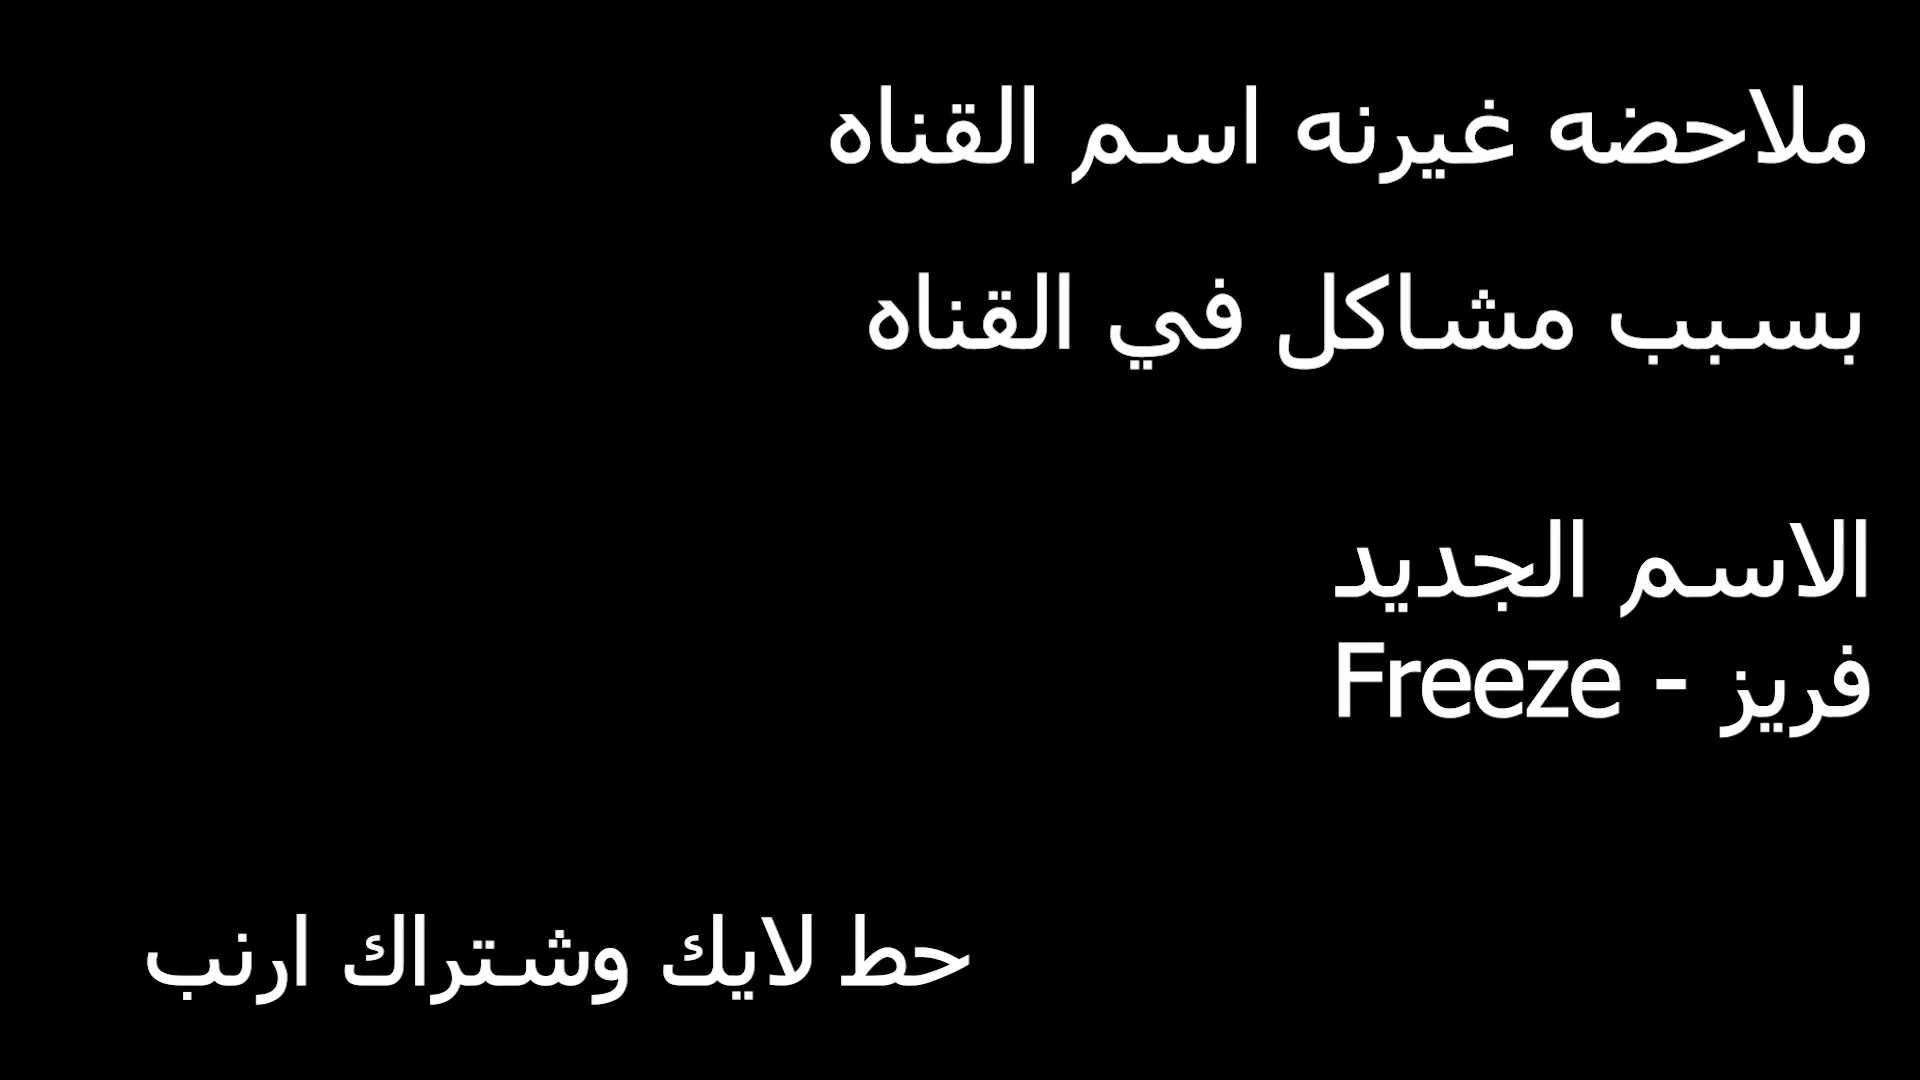 ملاحضه غيرنه اسم القناه
بسبب مشاكل في القناه
الاسم الجديد
فريز - Freeze
حط لايك وشتراك ارنب